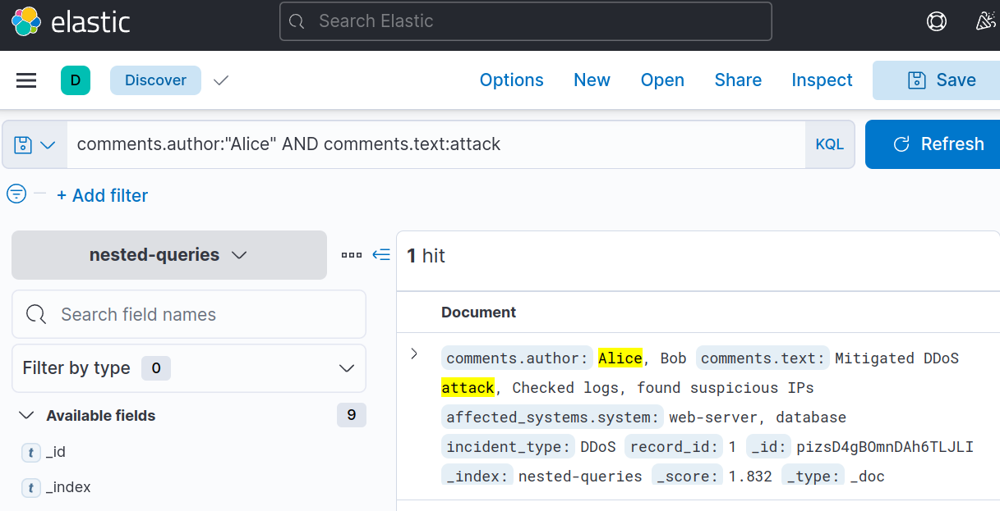 elastic Search Elastic
D Discover Options New Open Share Inspect Save
comments.author:"Alice" AND comments.text:attack KQL Refresh
+ Add filter
nested-queries 1 hit
Search field names Document
Filter by type 0 comments.author: Alice, Bob comments.text: Mitigated DDoS
attack, Checked logs, found suspicious IPs
Available fields 9 affected_systems.system: web-server, database
t _id incident_type: DDoS record_id: 1 _id: pizsD4gBOmnDAh6TLJLI
t _index _index: nested-queries _score: 1.832 _type: _doc